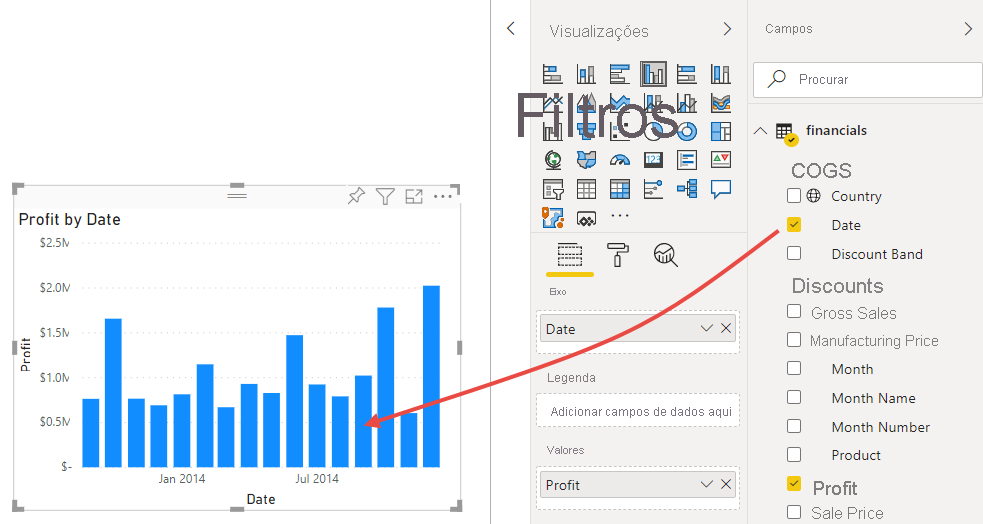 Profit by Date
$2.5M
$2.0M
$1.5M
$1.0M
$0.5M
$-
Profit
Jan 2014
Jul 2014
Date
Filtros
Visualizações
123
Eixo
Date
Legenda
Adicionar campos de dados aqui
Valores
Profit
Campos
Procurar
financials
COGS
Country
Date
Discount Band
Discounts
Gross Sales
Manufacturing Price
Month
Month Name
Month Number
Product
Profit
Sale Price